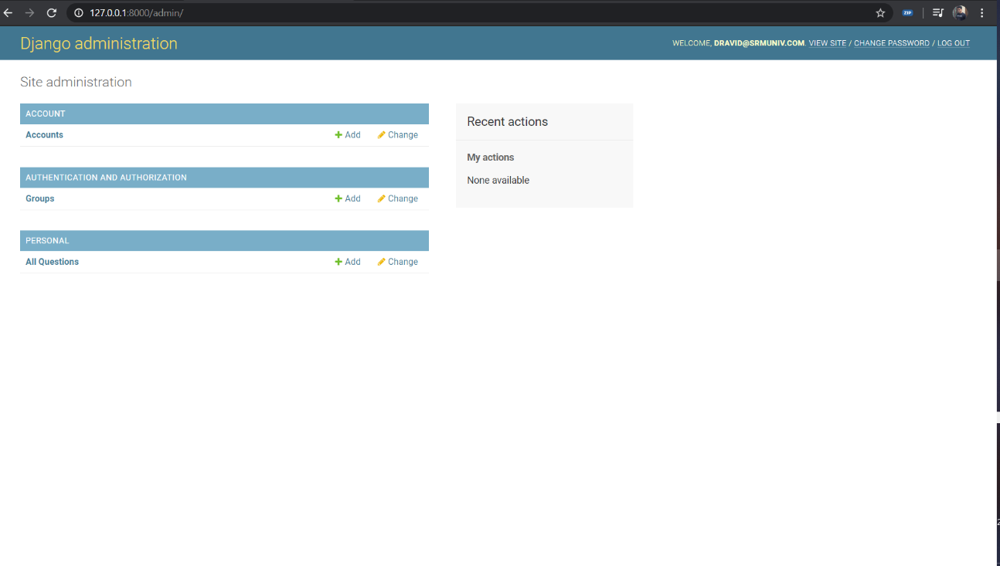 127.0.0.1:8000/admin/
ZIP
Django administration
WELCOME, DRAVID@SRMUNIV.COM. VIEW SITE / CHANGE PASSWORD / LOG OUT
Site administration
ACCOUNT
Accounts Add Change
AUTHENTICATION AND AUTHORIZATION
Groups Add Change
PERSONAL
All Questions Add Change
Recent actions
My actions
None available